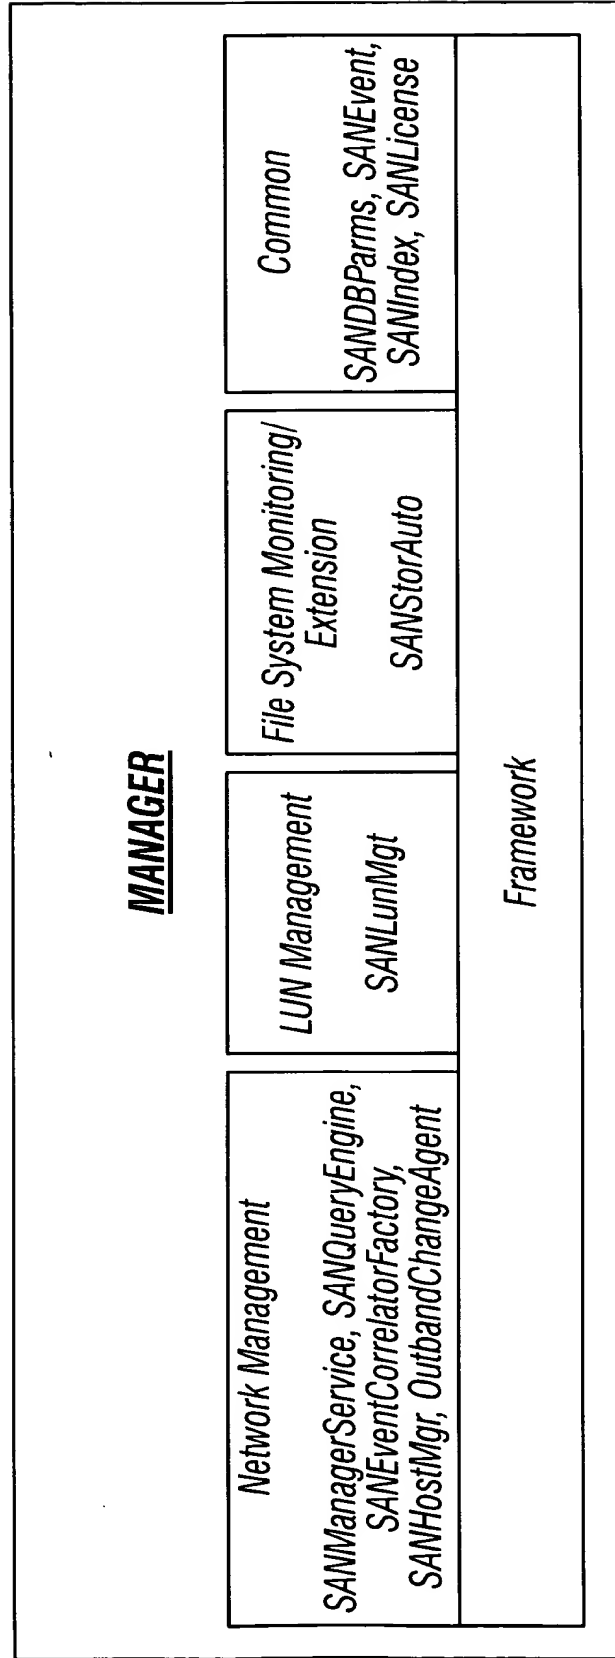 MANAGER
Network Management
SANManagerService, SANQueryEngine,
SANEventCorrelatorFactory,
SANHostMgr, OutbandChangeAgent
LUN Management
SANLunMgt
File System Monitoring/
Extension
SANStorAuto
Common
SANDBParms, SANEvent,
SANIndex, SANLicense
Framework